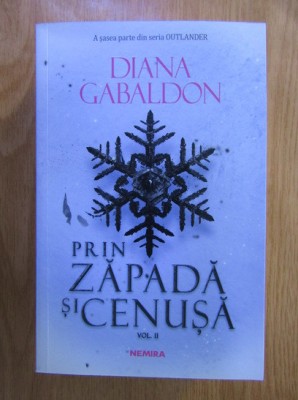 A șasea parte din seria OUTLANDER
DIANA
GABALDON
PRIN
ZĂPADĂ
ȘI CENUȘĂ
VOL. II
NEMIRA